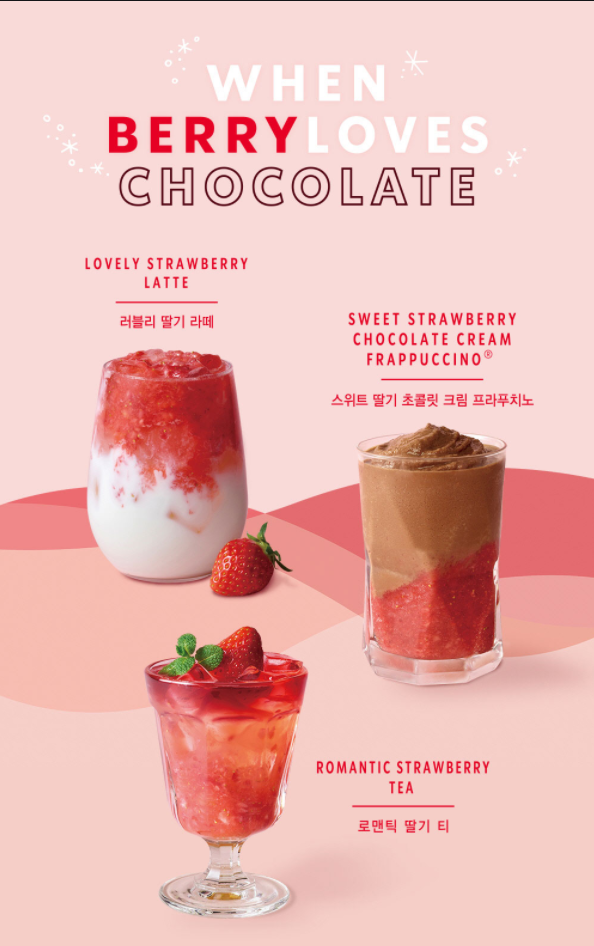 WHEN
BERRYLOVES
CHOCOLATE
LOVELY STRAWBERRY
LATTE
러블리 딸기 라떼
SWEET STRAWBERRY
CHOCOLATE CREAM
FRAPPUCCINO®
스위트 딸기 초콜릿 크림 프라푸치노
ROMANTIC STRAWBERRY
TEA
로맨틱 딸기 티